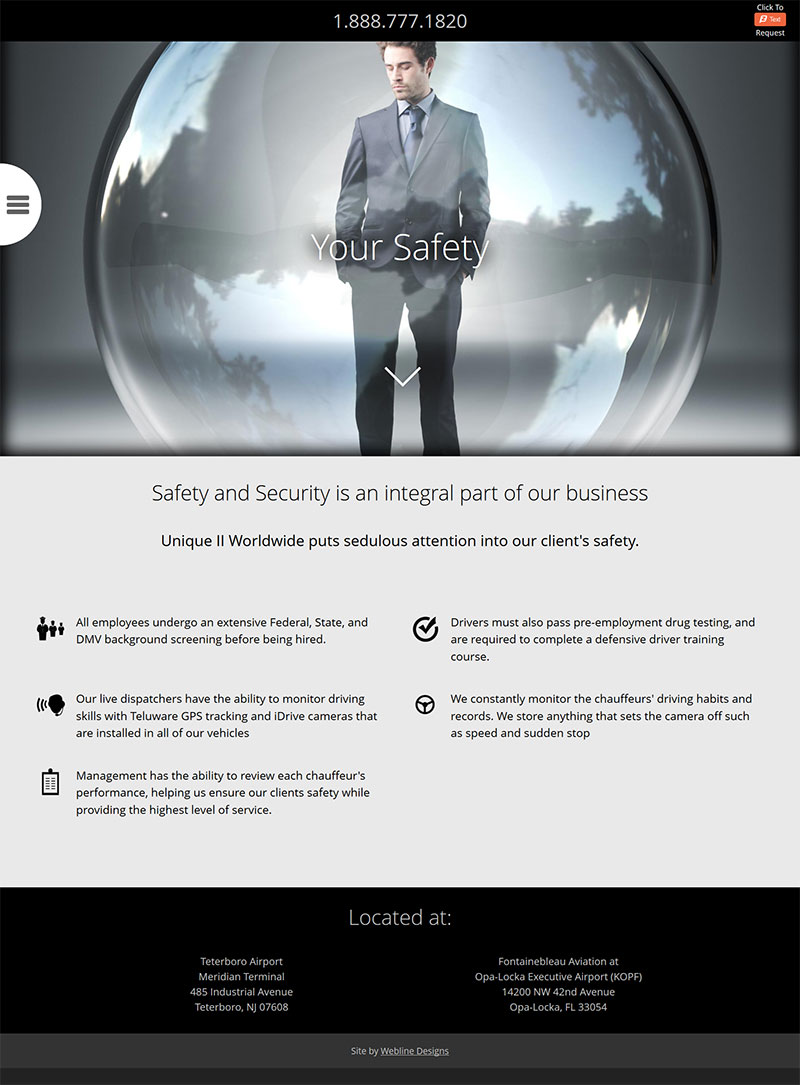 1.888.777.1820
Click To
Text
Request
Your Safety
Safety and Security is an integral part of our business
Unique II Worldwide puts sedulous attention into our client's safety.
All employees undergo an extensive Federal, State, and
DMV background screening before being hired.
Drivers must also pass pre-employment drug testing, and
are required to complete a defensive driver training
course.
Our live dispatchers have the ability to monitor driving
skills with Teluware GPS tracking and iDrive cameras that
are installed in all of our vehicles
We constantly monitor the chauffeurs' driving habits and
records. We store anything that sets the camera off such
as speed and sudden stop
Management has the ability to review each chauffeur's
performance, helping us ensure our clients safety while
providing the highest level of service.
Located at:
Teterboro Airport
Meridian Terminal
485 Industrial Avenue
Teterboro, NJ 07608
Fontainebleau Aviation at
Opa-Locka Executive Airport (KOPF)
14200 NW 42nd Avenue
Opa-Locka, FL 33054
Site by Webline Designs